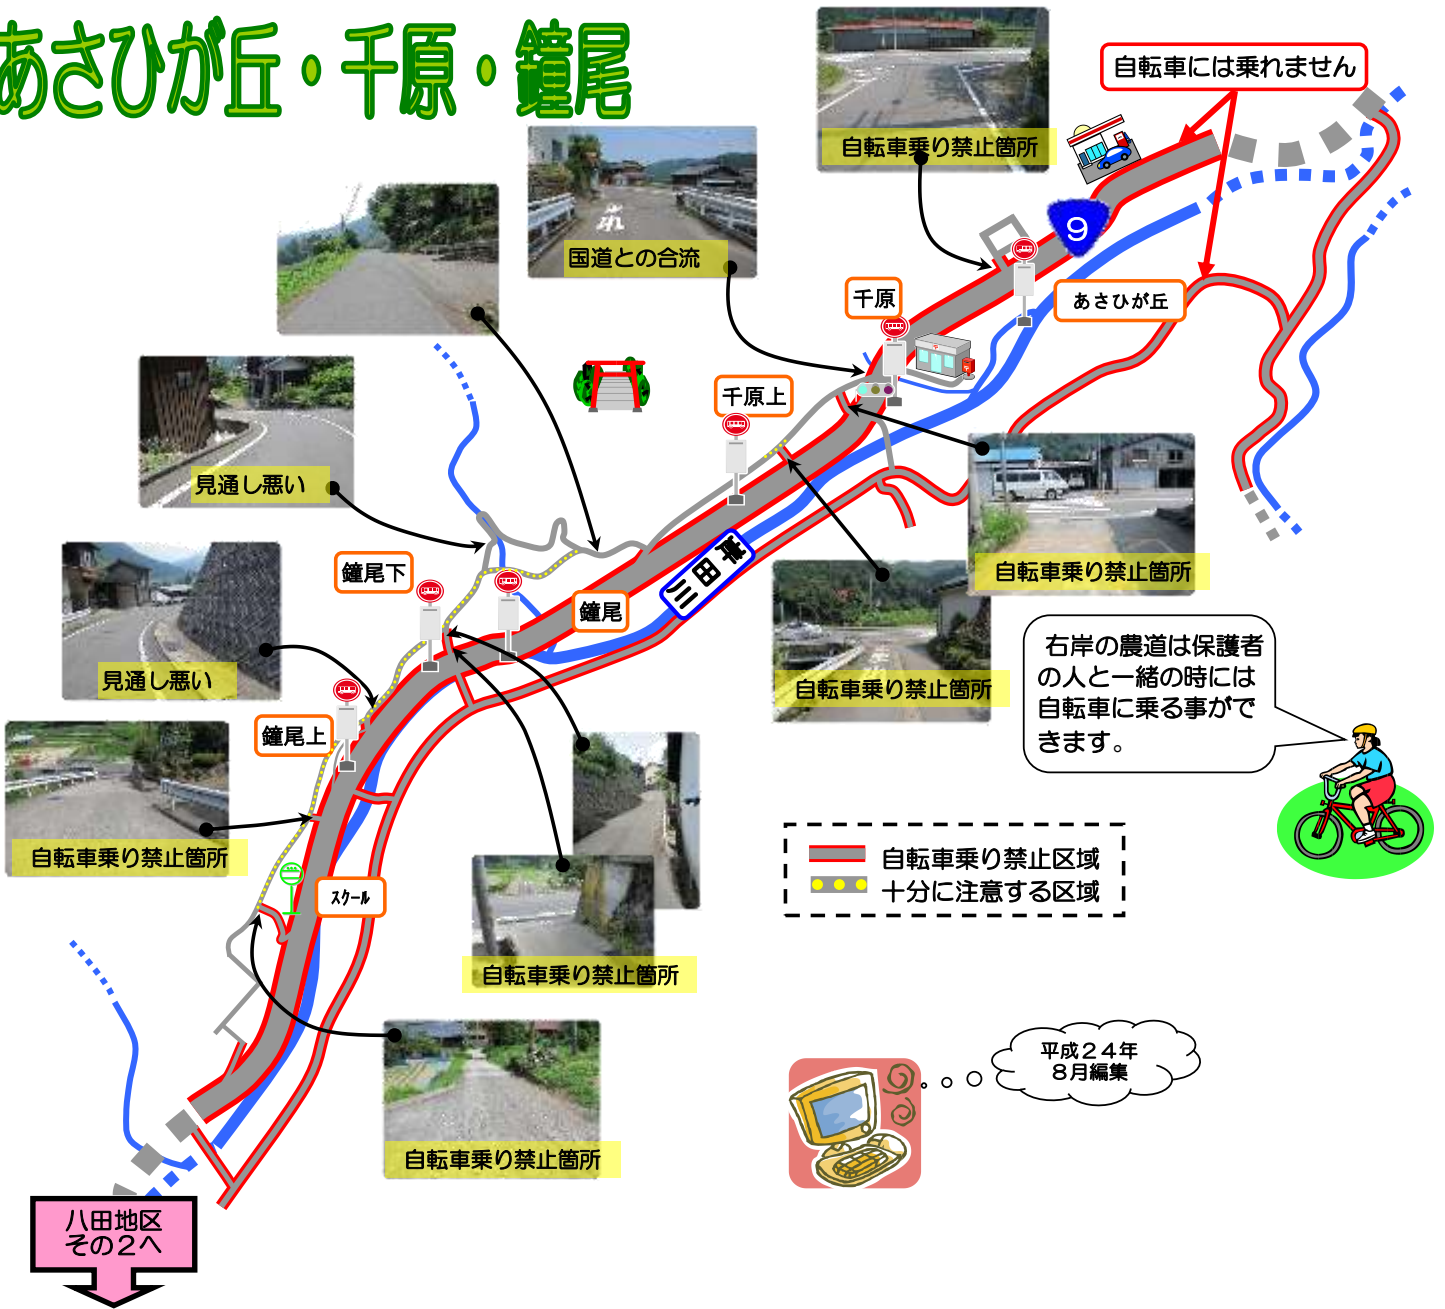 あさひが丘・千原・鐘尾
自転車には乗れません
自転車乗り禁止箇所
9
国道との合流
千原
あさひが丘
千原上
見通し悪い
自転車乗り禁止箇所
鐘尾下
鐘尾
岸田川
自転車乗り禁止箇所
見通し悪い
鐘尾上
右岸の農道は保護者
の人と一緒の時には
自転車に乗る事がで
きます。
自転車乗り禁止箇所
スクール
自転車乗り禁止区域
十分に注意する区域
自転車乗り禁止箇所
平成24年
8月編集
自転車乗り禁止箇所
八田地区
その2へ